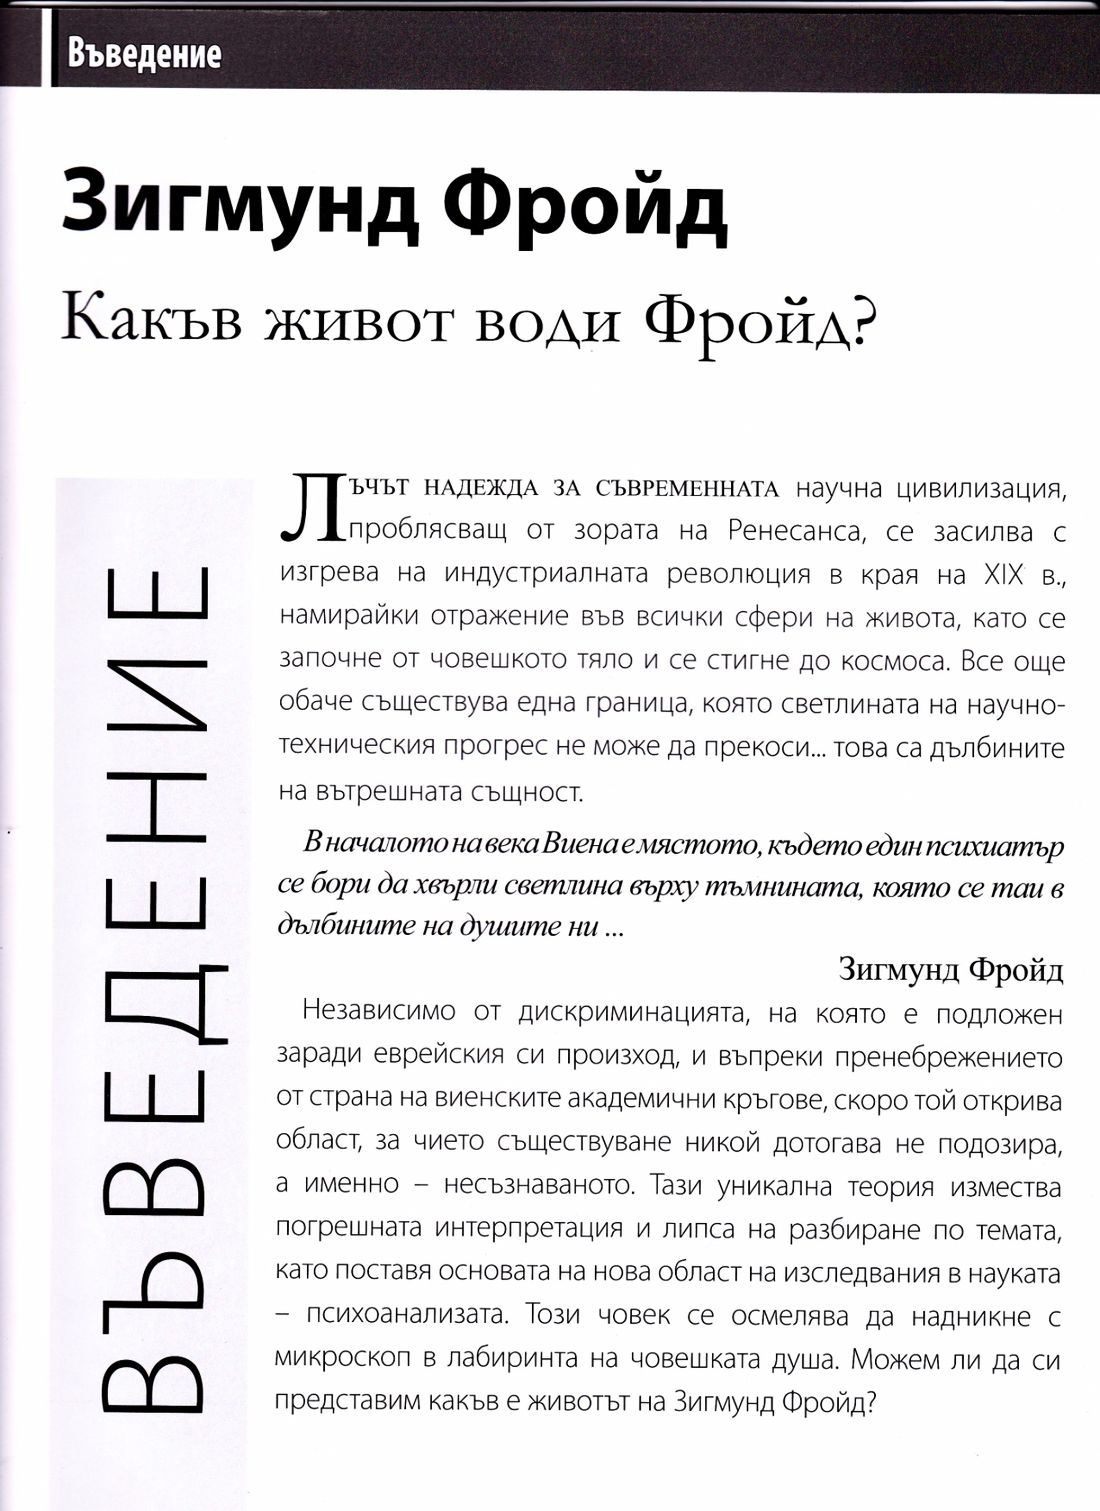 Въведение
Зигмунд Фройд
Какъв живот води Фройд?
ВЪВЕДЕНИЕ
ЛЪЧЪТ НАДЕЖДА ЗА СЪВРЕМЕННАТА научна цивилизация,
проблясващ от зората на Ренесанса, се засилва с
изгрева на индустриалната революция в края на XIX в.,
намирайки отражение във всички сфери на живота, като се
започне от човешкото тяло и се стигне до космоса. Все още
обаче съществува една граница, която светлината на научно-
техническия прогрес не може да прекоси... това са дълбините
на вътрешната същност.
В началото на века Виена е мястото, където един психиатър
се бори да хвърли светлина върху тъмнината, която се таи в
дълбините на душите ни ...
Зигмунд Фройд
Независимо от дискриминацията, на която е подложен
заради еврейския си произход, и въпреки пренебрежението
от страна на виенските академични кръгове, скоро той открива
област, за чието съществуване никой дотогава не подозира,
а именно – несъзнаваното. Тази уникална теория измества
погрешната интерпретация и липса на разбиране по темата,
като поставя основата на нова област на изследвания в науката
– психоанализата. Този човек се осмелява да надникне с
микроскоп в лабиринта на човешката душа. Можем ли да си
представим какъв е животът на Зигмунд Фройд?